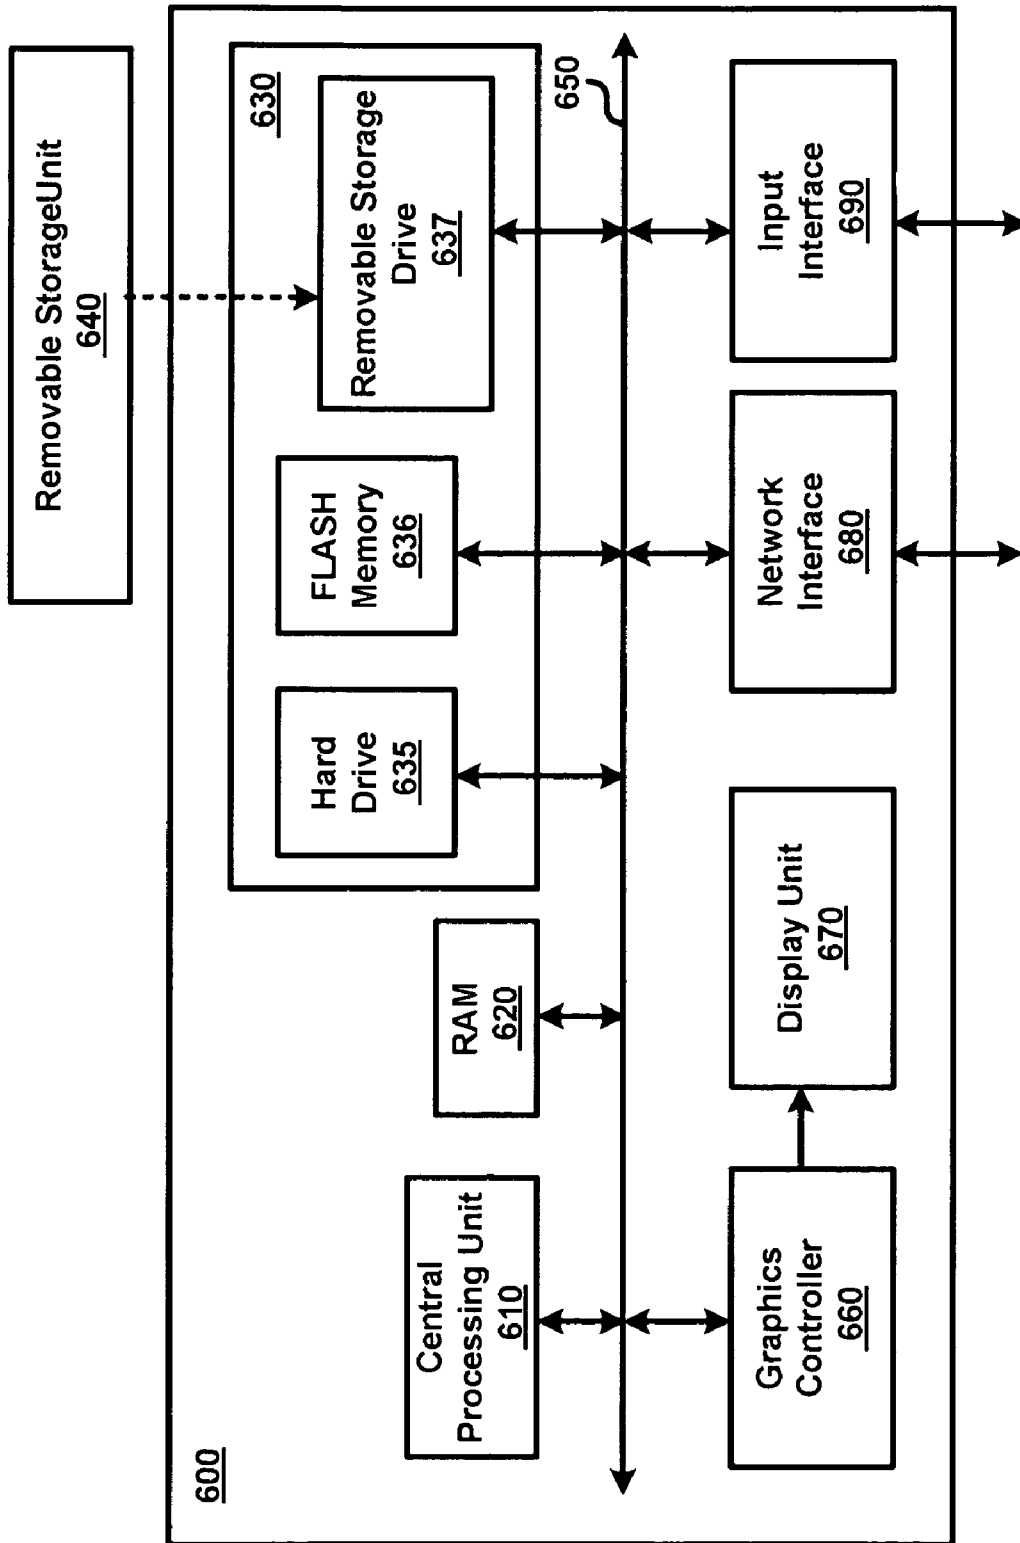 Removable StorageUnit
640
600
630
Central
Processing Unit
610
RAM
620
Hard
Drive
635
FLASH
Memory
636
Removable Storage
Drive
637
650
Graphics
Controller
660
Display Unit
670
Network
Interface
680
Input
Interface
690